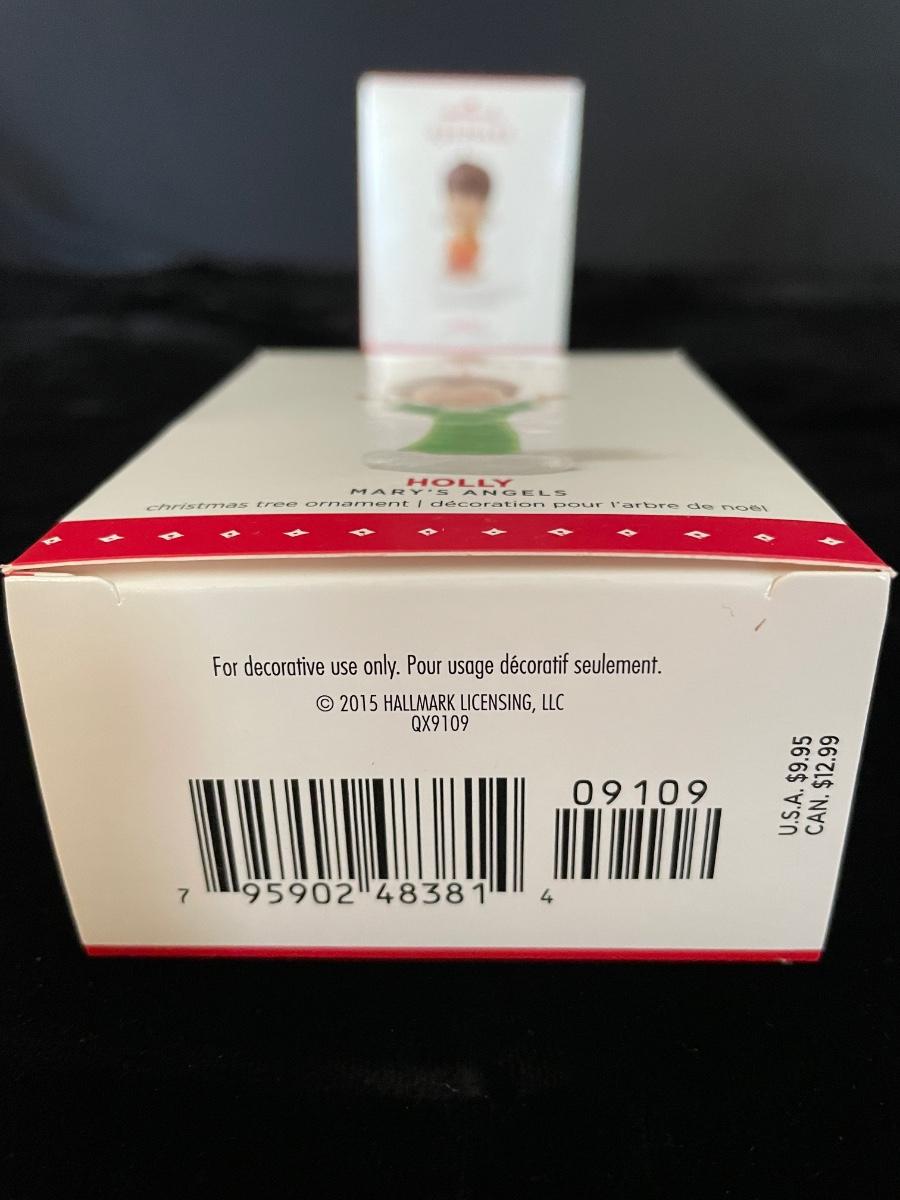 HOLLY
MARY'S ANGELS
christmas tree ornament | décoration pour l'arbre de noël
For decorative use only. Pour usage décoratif seulement.
© 2015 HALLMARK LICENSING, LLC
QX9109
U.S.A. $9.95
CAN. $12.99
09109
7 95902 48381 4